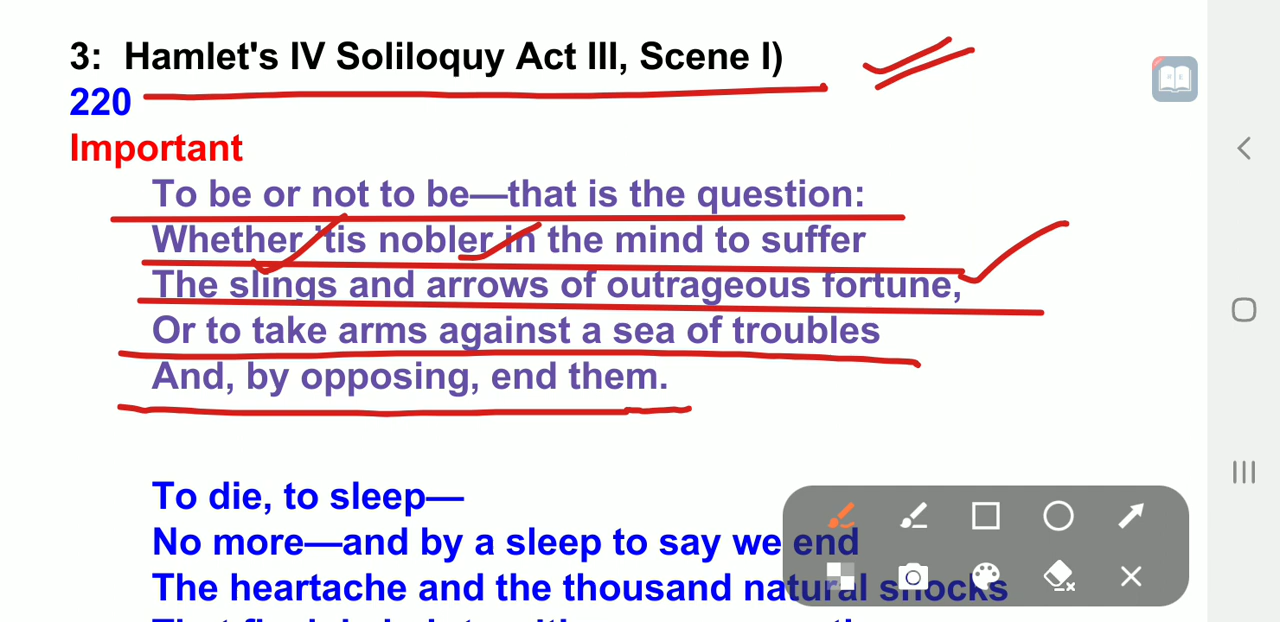 3: Hamlet's IV Soliloquy Act III, Scene I)
220
Important
To be or not to be—that is the question:
Whether 'tis nobler in the mind to suffer
The slings and arrows of outrageous fortune,
Or to take arms against a sea of troubles
And, by opposing, end them.
To die, to sleep—
No more—and by a sleep to say we end
The heartache and the thousand natural shocks